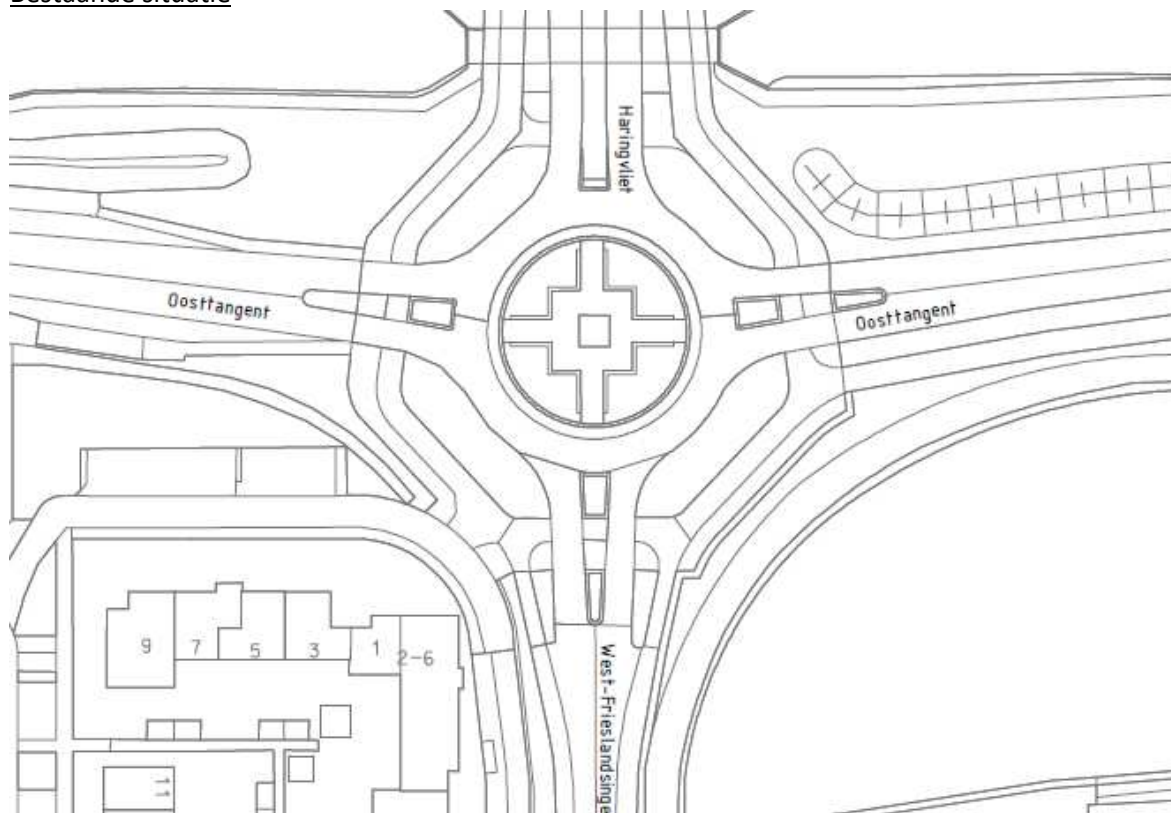 Bestaande situatie
Haringvliet
Oosttangent
Oosttangent
9
7
5
3
1
2-6
West-Frieslandsinge
11